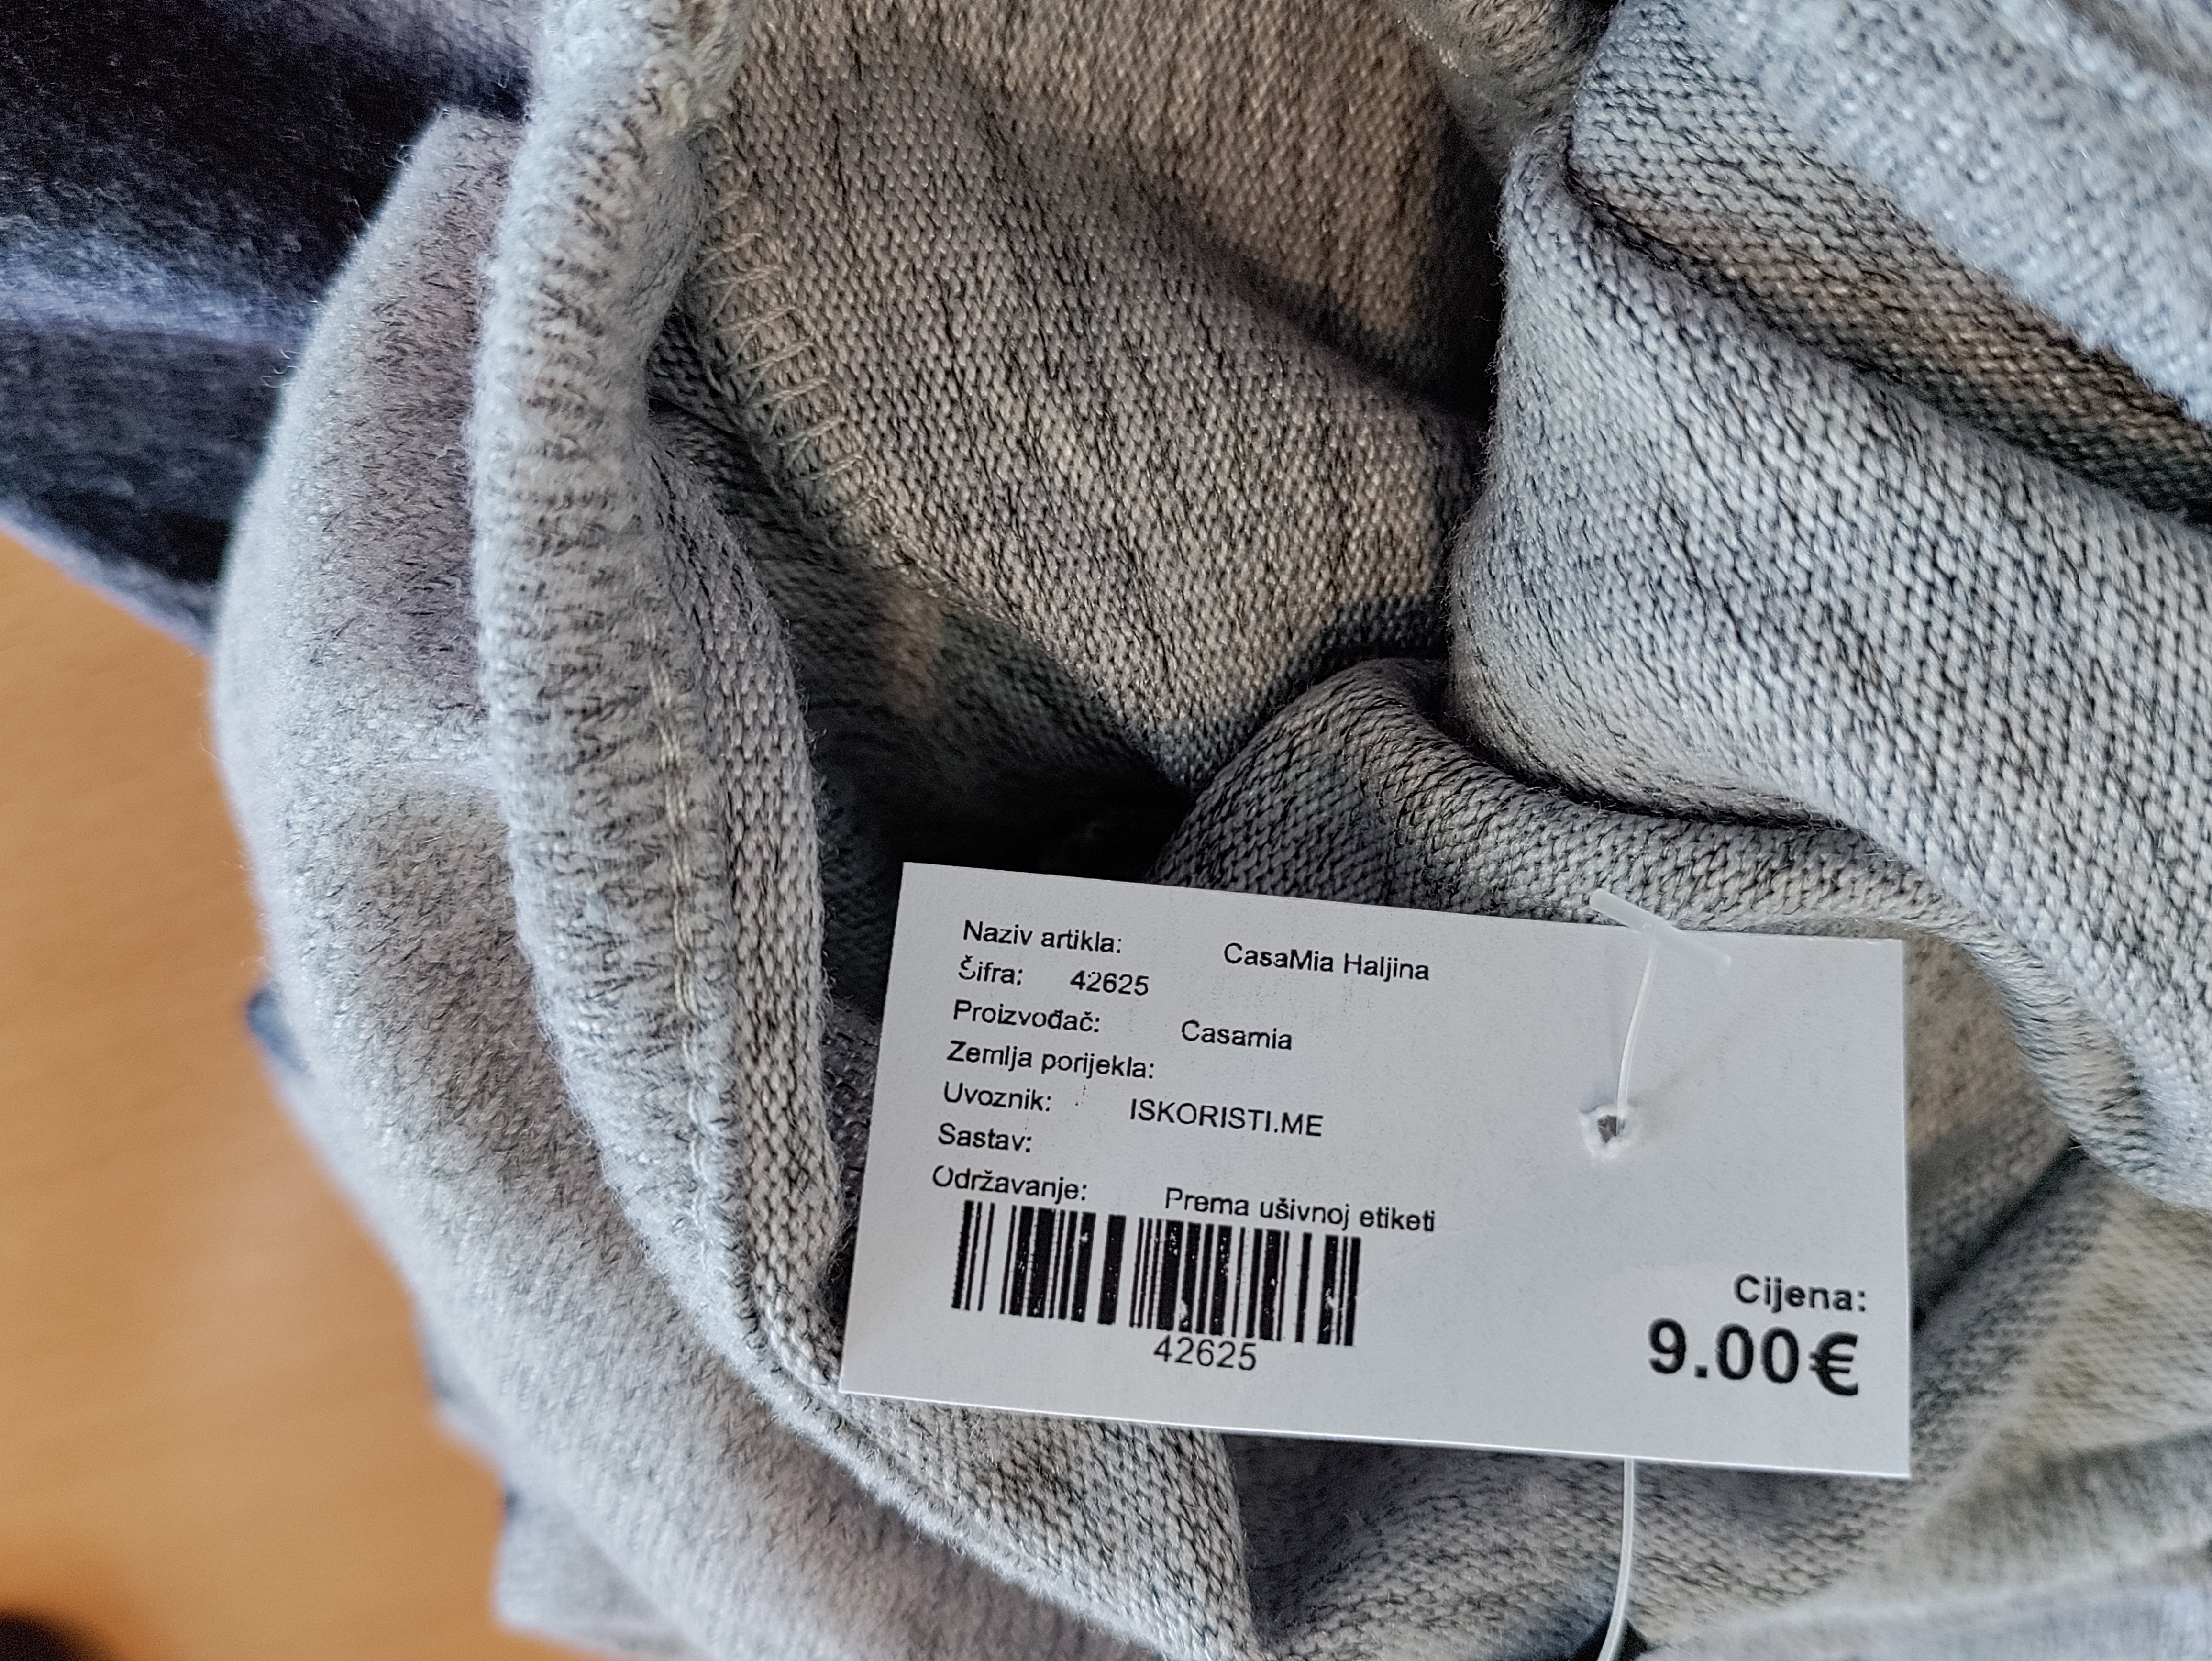 Naziv artikla: CasaMia Haljina
Šifra: 42625
Proizvođač: Casamia
Zemlja porijekla:
Uvoznik: ISKORISTI.ME
Sastav:
Održavanje: Prema ušivnoj etiketi
42625
Cijena:
9.00€